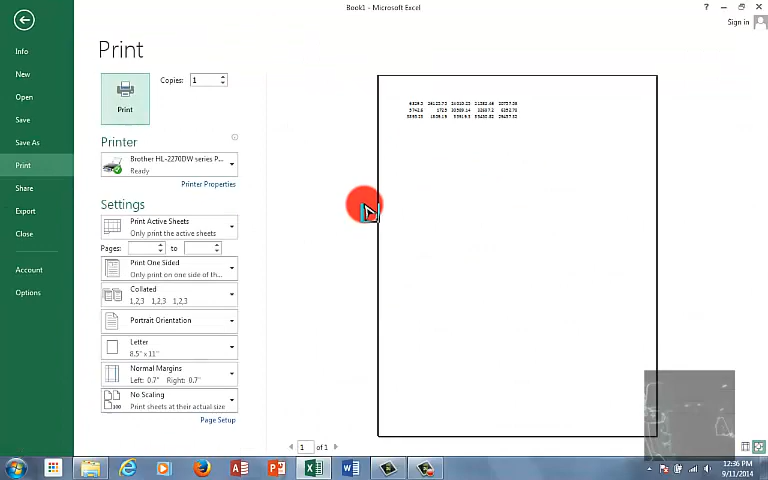 Book1 - Microsoft Excel
?
Sign in
Info
New
Open
Save
Save As
Print
Share
Export
Close
Account
Options
Print
Print
Copies: 1
Printer
Brother HL-2270DW series P...
Ready
Printer Properties
Settings
Print Active Sheets
Only print the active sheets
Pages: to
Print One Sided
Only print on one side of th...
Collated
1,2,3 1,2,3 1,2,3
Portrait Orientation
Letter
8.5" x 11"
Normal Margins
Left: 0.7" Right: 0.7"
No Scaling
Print sheets at their actual size
100
Page Setup
1 of 1
12:36 PM
9/11/2014